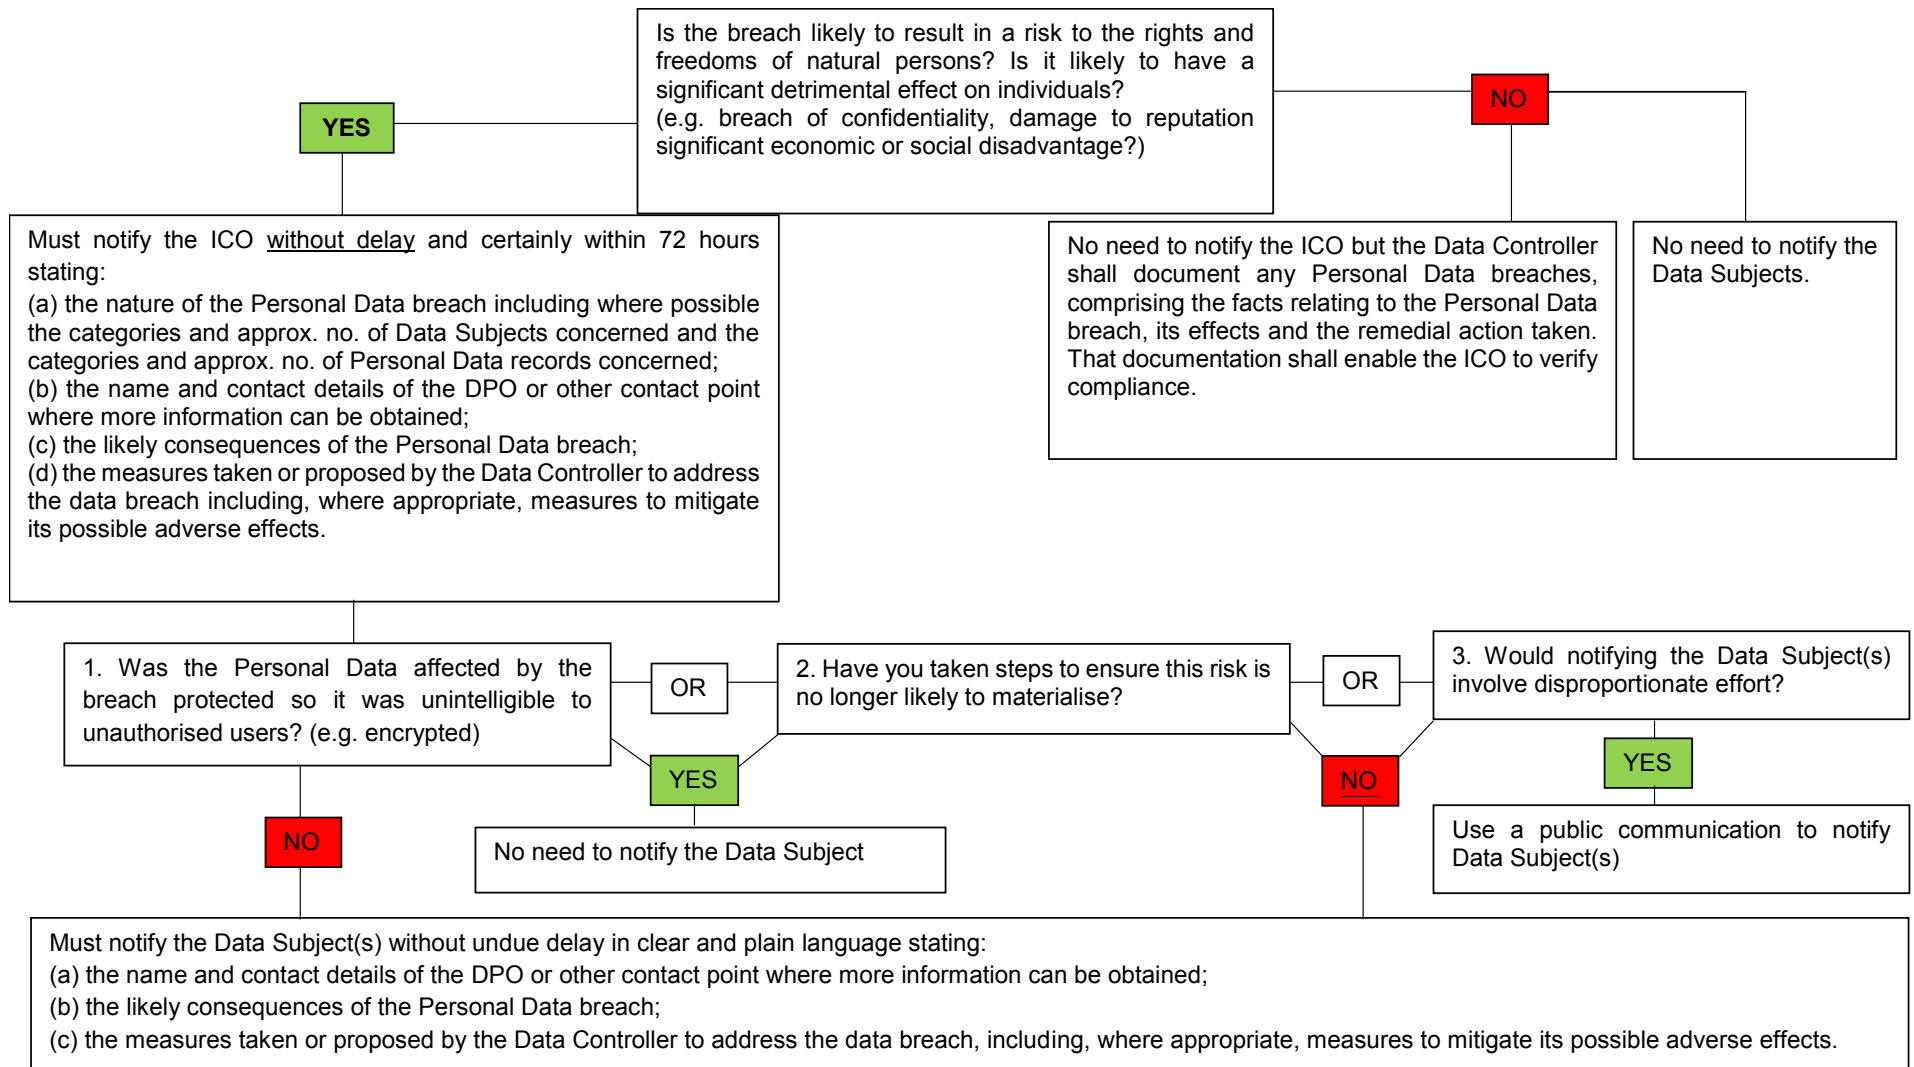 Is the breach likely to result in a risk to the rights and
freedoms of natural persons? Is it likely to have a
significant detrimental effect on individuals?
(e.g. breach of confidentiality, damage to reputation
significant economic or social disadvantage?)
YES
NO
Must notify the ICO without delay and certainly within 72 hours
stating:
(a) the nature of the Personal Data breach including where possible
the categories and approx. no. of Data Subjects concerned and the
categories and approx. no. of Personal Data records concerned;
(b) the name and contact details of the DPO or other contact point
where more information can be obtained;
(c) the likely consequences of the Personal Data breach;
(d) the measures taken or proposed by the Data Controller to address
the data breach including, where appropriate, measures to mitigate
its possible adverse effects.
No need to notify the ICO but the Data Controller
shall document any Personal Data breaches,
comprising the facts relating to the Personal Data
breach, its effects and the remedial action taken.
That documentation shall enable the ICO to verify
compliance.
No need to notify the
Data Subjects.
1. Was the Personal Data affected by the
breach protected so it was unintelligible to
unauthorised users? (e.g. encrypted)
OR
2. Have you taken steps to ensure this risk is
no longer likely to materialise?
OR
3. Would notifying the Data Subject(s)
involve disproportionate effort?
YES
NO
YES
NO
No need to notify the Data Subject
Use a public communication to notify
Data Subject(s)
Must notify the Data Subject(s) without undue delay in clear and plain language stating:
(a) the name and contact details of the DPO or other contact point where more information can be obtained;
(b) the likely consequences of the Personal Data breach;
(c) the measures taken or proposed by the Data Controller to address the data breach, including, where appropriate, measures to mitigate its possible adverse effects.